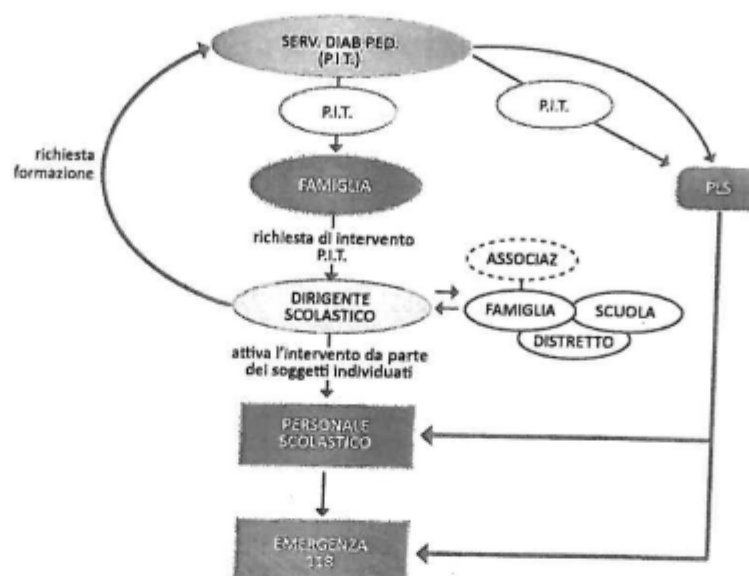 SERV. DIAB PED.
(P.I.T.)
P.I.T.
P.I.T.
richiesta
formazione
FAMIGLIA
PLS
richiesta di intervento
P.I.T.
ASSOCIAZ
DIRIGENTE
SCOLASTICO
FAMIGLIA
SCUOLA
DISTRETTO
attiva l'intervento da parte
dei soggetti individuati
PERSONALE
SCOLASTICO
EMERGENZA
118